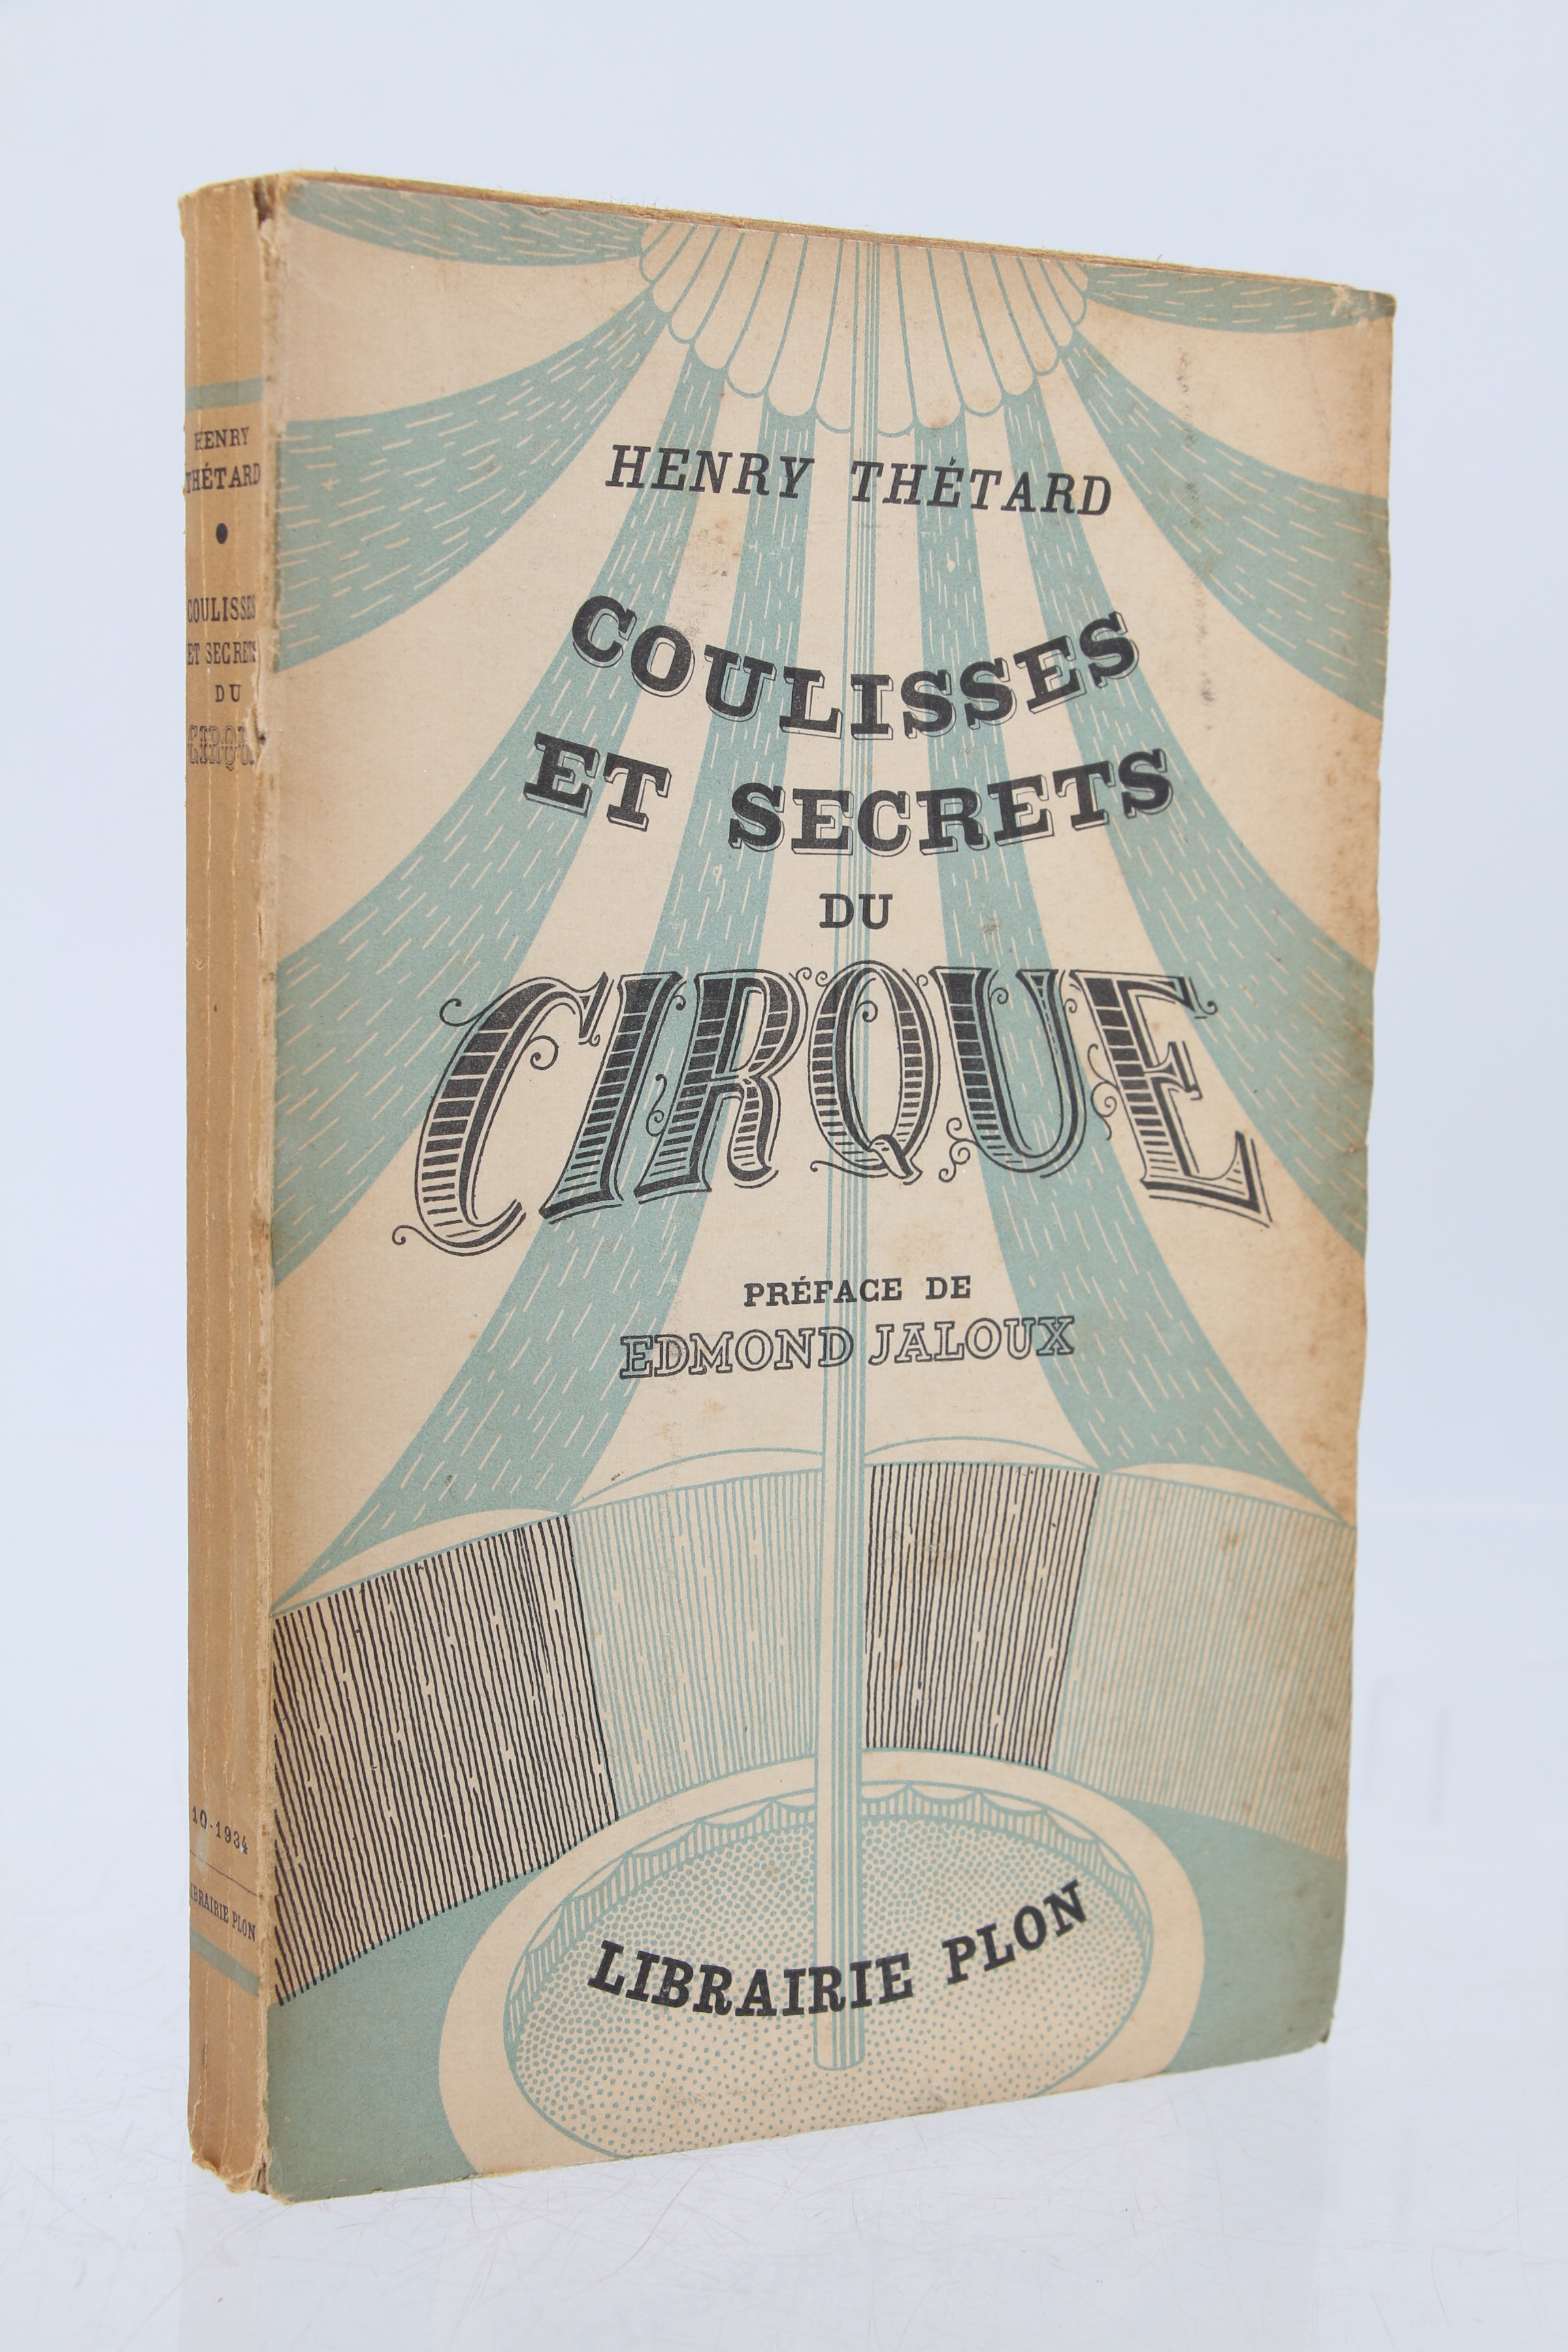 HENRY
THÉTARD
COULISSES
ET SECRETS
DU
CIRQUE
10-1934
LIBRAIRIE PLON
HENRY THÉTARD
COULISSES
ET SECRETS
DU
CIRQUE
PRÉFACE DE
EDMOND JALOUX
LIBRAIRIE PLON